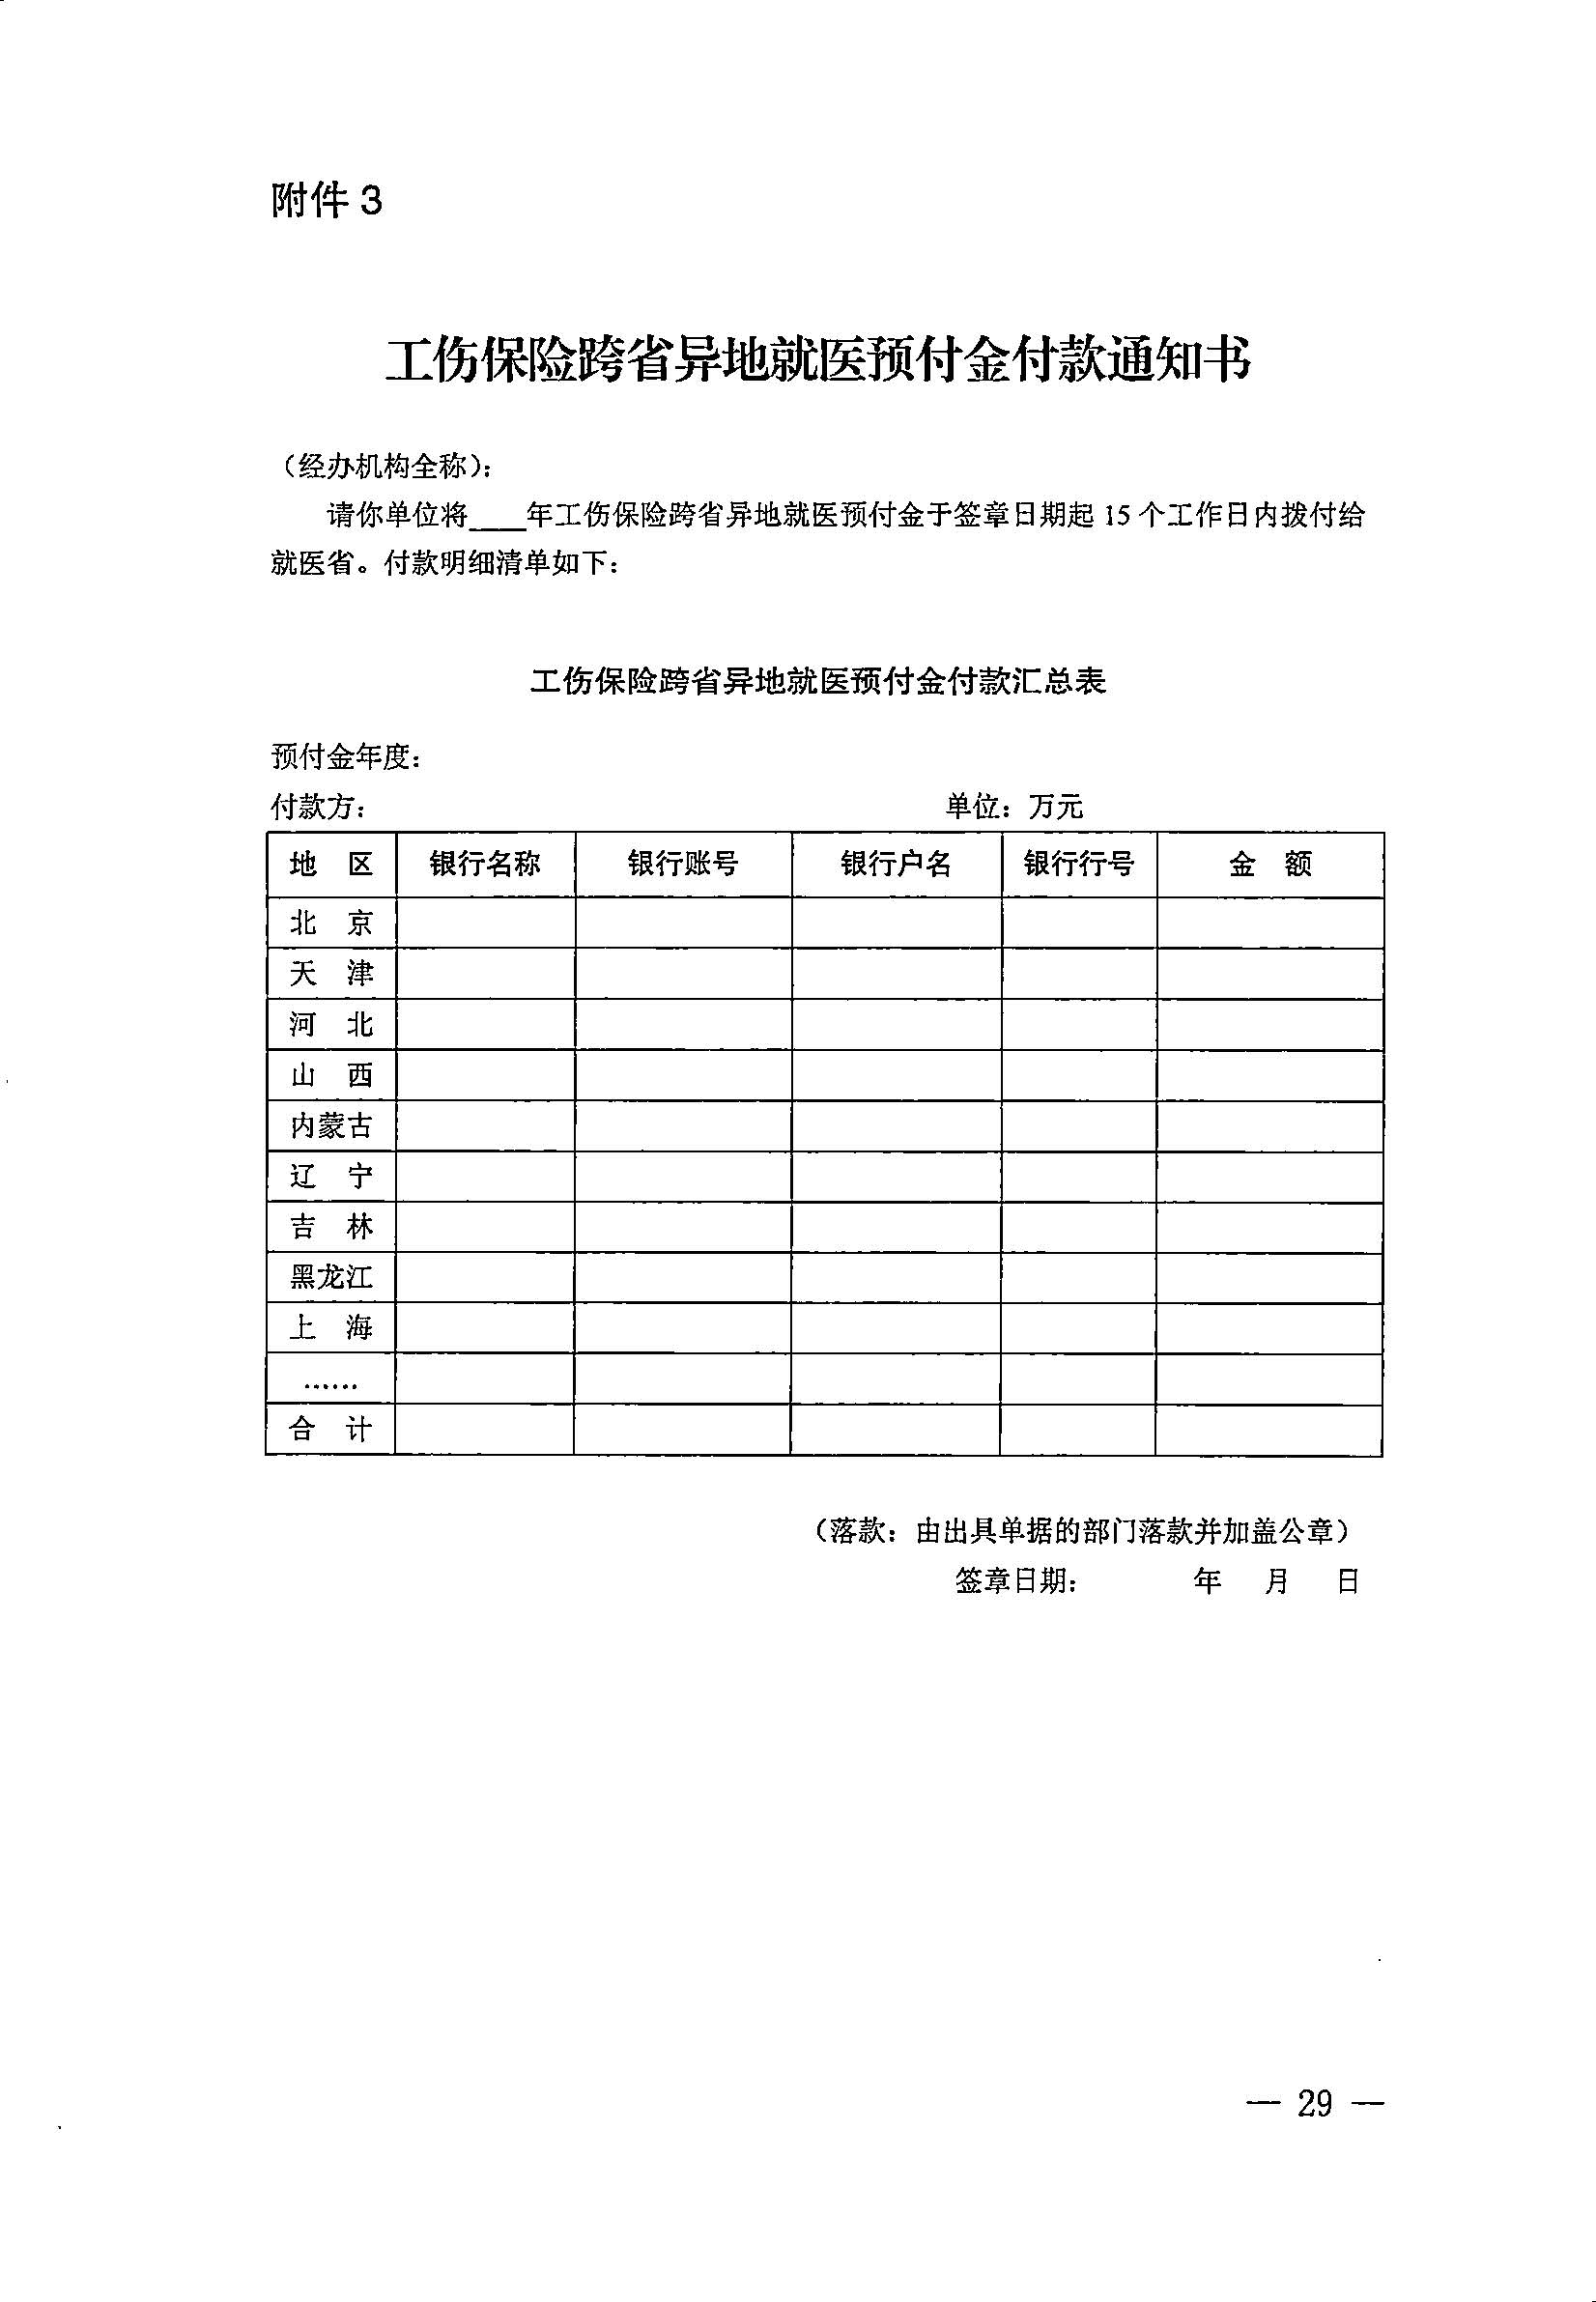 附件 3
工伤保险跨省异地就医预付金付款通知书
（经办机构全称）：
请你单位将____年工伤保险跨省异地就医预付金于签章日期起 15 个工作日内拨付给
就医省。付款明细清单如下：
工伤保险跨省异地就医预付金付款汇总表
预付金年度：
付款方： 单位：万元
地 区 银行名称 银行账号 银行户名 银行行号 金 额
北 京
天 津
河 北
山 西
内蒙古
辽 宁
吉 林
黑龙江
上 海
……
合 计
（落款：由出具单据的部门落款并加盖公章）
签章日期： 年 月 日
— 29 —